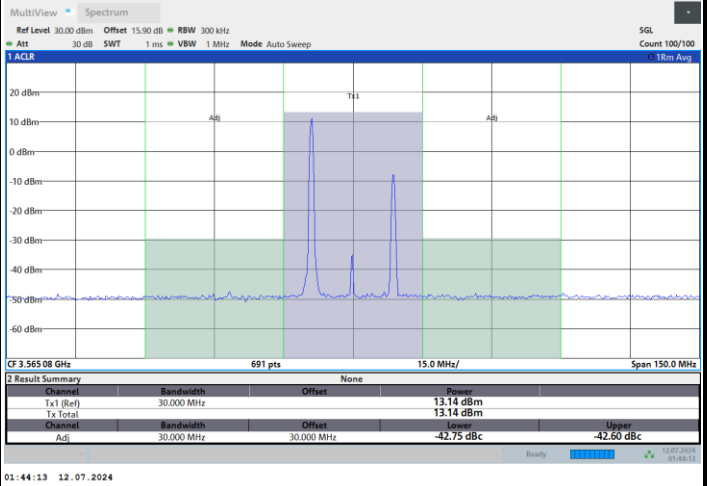 MultiView Spectrum
Ref Level 30.00 dBm Offset 15.90 dB RBW 300 kHz SGL
Att 30 dB SWT 1 ms VBW 1 MHz Mode Auto Sweep Count 100/100
1 ACLR 1Rm Avg
20 dBm
Tx1
10 dBm Adj Adj
0 dBm
-10 dBm
-20 dBm
-30 dBm
-40 dBm
-50 dBm
-60 dBm
CF 3.565 08 GHz 691 pts 15.0 MHz/ Span 150.0 MHz
2 Result Summary None
Channel Bandwidth Offset Power
Tx1 (Ref) 30.000 MHz 13.14 dBm
Tx Total 13.14 dBm
Channel Bandwidth Offset Lower Upper
Adj 30.000 MHz 30.000 MHz -42.75 dBc -42.60 dBc
Ready 12.07.2024
01:44:13
01:44:13 12.07.2024